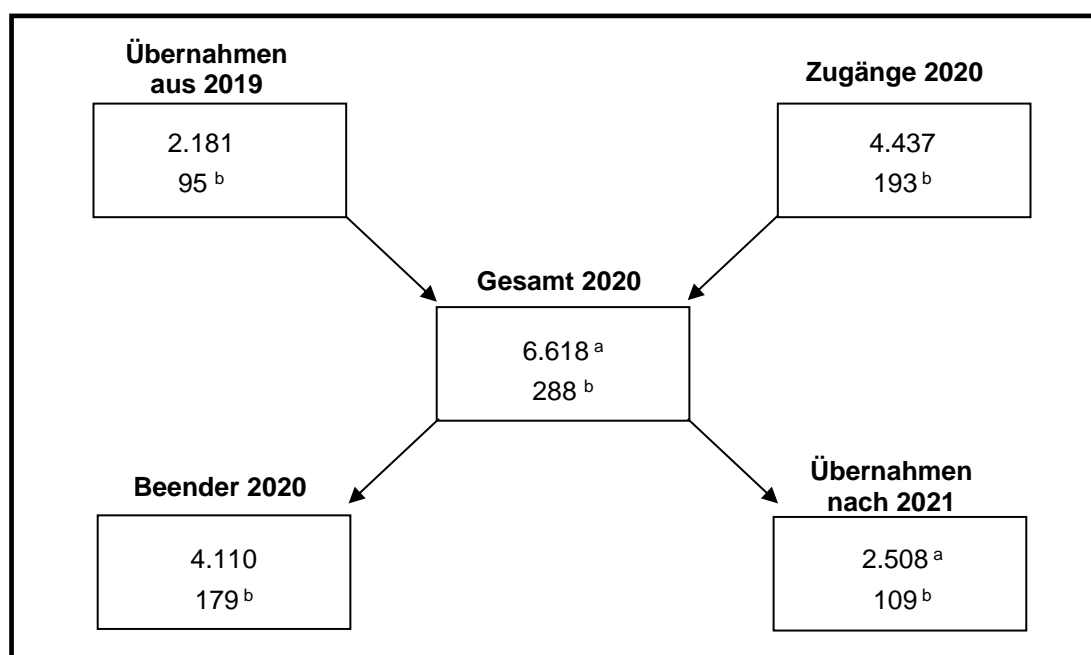 Übernahmen
aus 2019
2.181
95 ᵇ
Zugänge 2020
4.437
193 ᵇ
Gesamt 2020
6.618 ᵃ
288 ᵇ
Beender 2020
4.110
179 ᵇ
Übernahmen
nach 2021
2.508 ᵃ
109 ᵇ